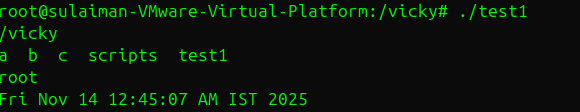 root@sulaiman-VMware-Virtual-Platform:/vicky# ./test1
/vicky
a  b  c  scripts  test1
root
Fri Nov 14 12:45:07 AM IST 2025